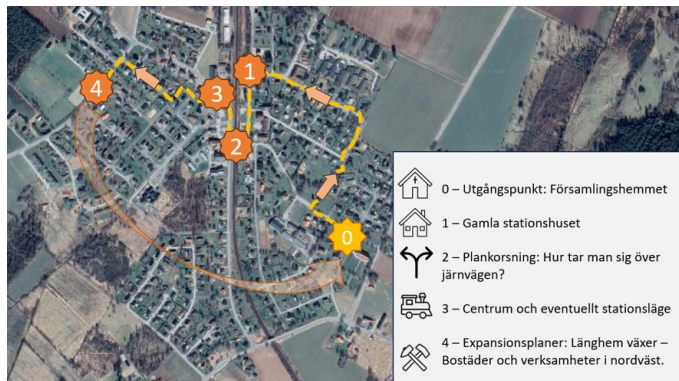 4
3
1
2
0
0 – Utgångspunkt: Församlingshemmet
1 – Gamla stationshuset
2 – Plankorsning: Hur tar man sig över
järnvägen?
3 – Centrum och eventuellt stationsläge
4 – Expansionsplaner: Länghem växer –
Bostäder och verksamheter i nordväst.